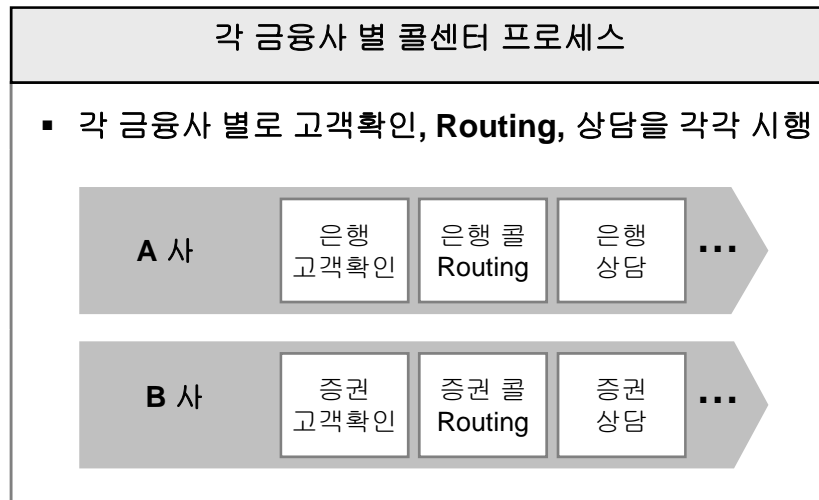 각 금융사 별 콜센터 프로세스
▪ 각 금융사 별로 고객확인, Routing, 상담을 각각 시행
A 사
은행
고객확인
은행 콜
Routing
은행
상담
...
B 사
증권
고객확인
증권 콜
Routing
증권
상담
...